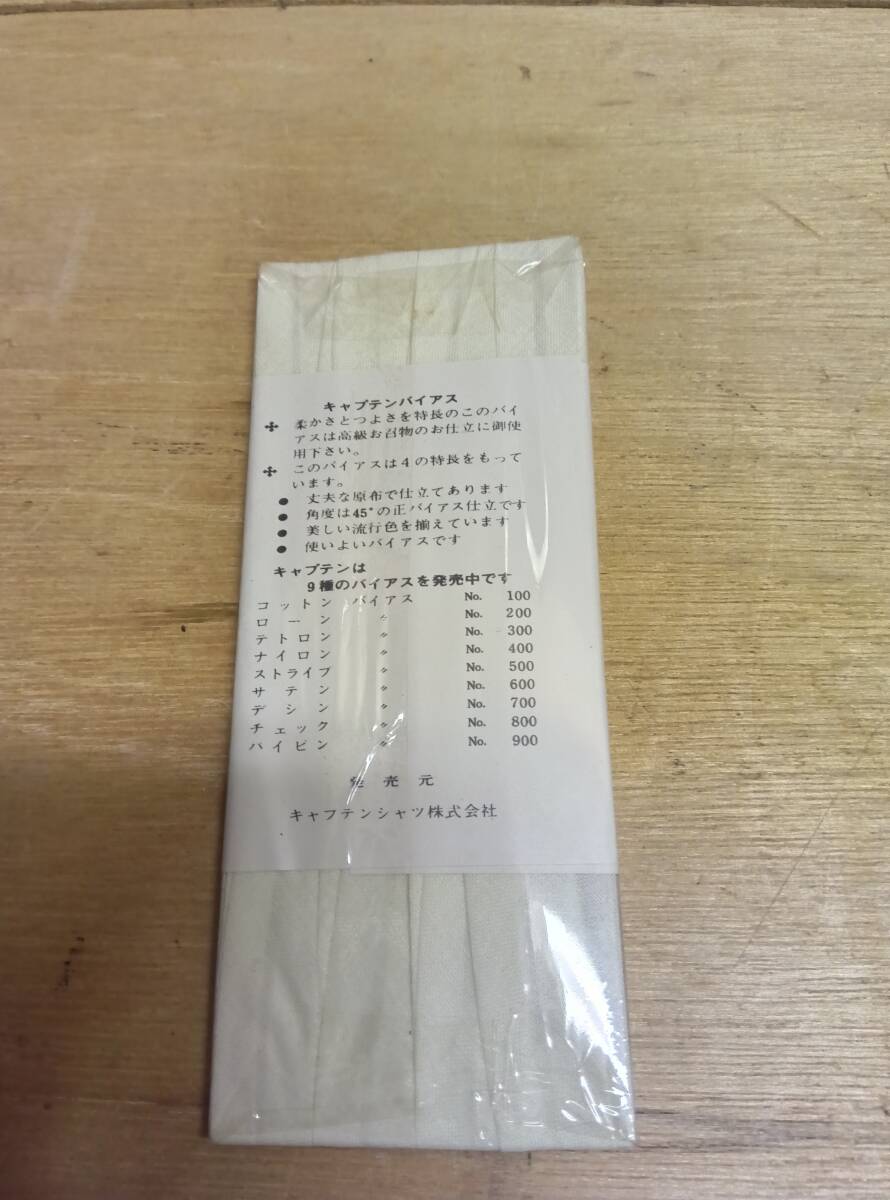 キャプテンバイアス
✣ 柔かさとつよさを特長のこのバイ
アスは高級お召物のお仕立に御使
用下さい。
✣ このバイアスは4の特長をもって
います。
● 丈夫な原布で仕立てあります
● 角度は45°の正バイアス仕立です
● 美しい流行色を揃えています
● 使いよいバイアスです
キャプテンは
9種のバイアスを発売中です
コットン バイアス No. 100
ローン 〃 No. 200
テトロン 〃 No. 300
ナイロン 〃 No. 400
ストライプ 〃 No. 500
サテン 〃 No. 600
デシン 〃 No. 700
チェック 〃 No. 800
パイピン 〃 No. 900
発売元
キャプテンシャツ株式会社